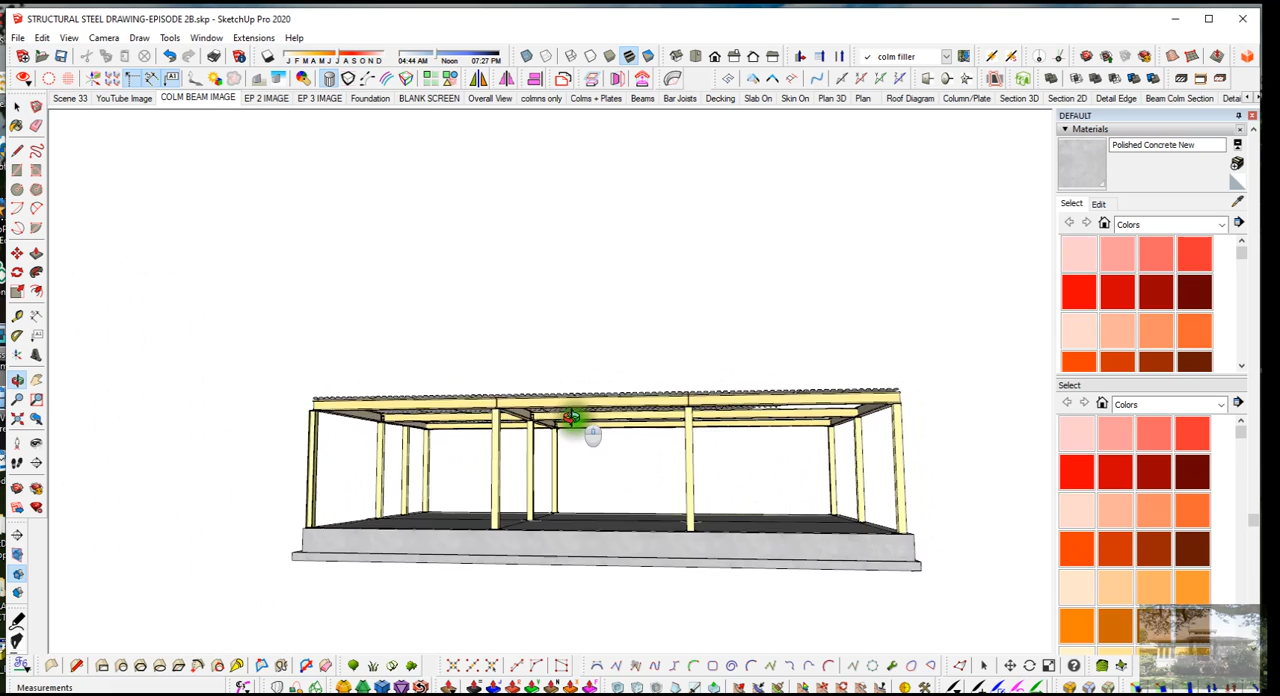 STRUCTURAL STEEL DRAWING-EPISODE 2B.skp - SketchUp Pro 2020
File Edit View Camera Draw Tools Window Extensions Help
J F M A M J J A S O N D 04:44 AM Noon 07:27 PM ✓ colm filler
Scene 33 YouTube Image COLM BEAM IMAGE EP 2 IMAGE EP 3 IMAGE Foundation BLANK SCREEN Overall View colmns only Colms + Plates Beams Bar Joists Decking Slab On Skin On Plan 3D Plan Roof Diagram Column/Plate Section 3D Section 2D Detail Edge Beam Colm Section Detai
DEFAULT
Materials
Polished Concrete New
Select Edit
Colors
Select
Colors
Measurements